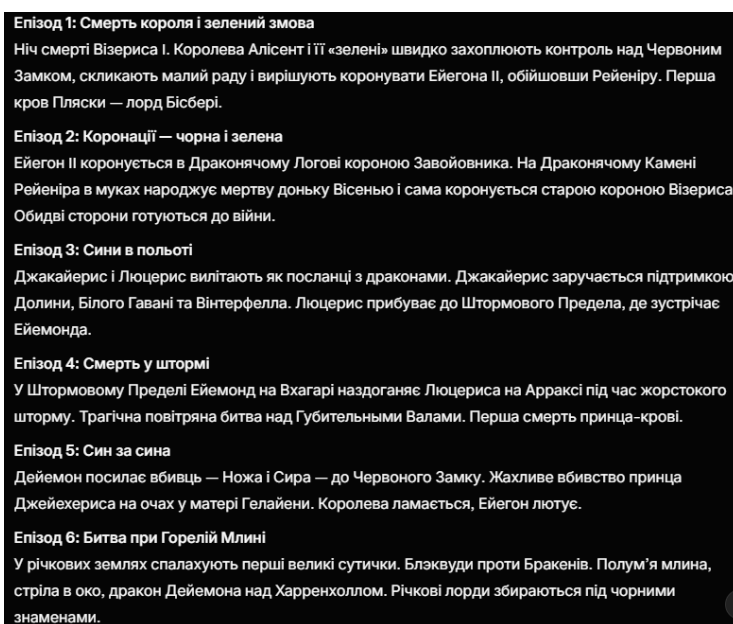 Епізод 1: Смерть короля і зелений змова
Ніч смерті Візериса I. Королева Алісент і її «зелені» швидко захоплюють контроль над Червоним
Замком, скликають малий раду і вирішують коронувати Ейегона II, обійшовши Рейеніру. Перша
кров Пляски — лорд Бісбері.
Епізод 2: Коронації — чорна і зелена
Ейегон II коронується в Драконячому Логові короною Завойовника. На Драконячому Камені
Рейеніра в муках народжує мертву доньку Вісенью і сама коронується старою короною Візериса
Обидві сторони готуються до війни.
Епізод 3: Сини в польоті
Джакайерис і Люцерис вилітають як посланці з драконами. Джакайерис заручається підтримкою
Долини, Білого Гавані та Вінтерфелла. Люцерис прибуває до Штормового Предела, де зустрічає
Ейемонда.
Епізод 4: Смерть у штормі
У Штормовому Пределі Ейемонд на Вхагарі наздоганяє Люцериса на Арраксі під час жорстокого
шторму. Трагічна повітряна битва над Губительными Валами. Перша смерть принца-крові.
Епізод 5: Син за сина
Дейемон посилає вбивць — Ножа і Сира — до Червоного Замку. Жахливе вбивство принца
Джейехериса на очах у матері Гелайени. Королева ламається, Ейегон лютує.
Епізод 6: Битва при Горелій Млині
У річкових землях спалахують перші великі сутички. Блэквуди проти Бракенів. Полум’я млина,
стріла в око, дракон Дейемона над Харренхоллом. Річкові лорди збираються під чорними
знаменами.